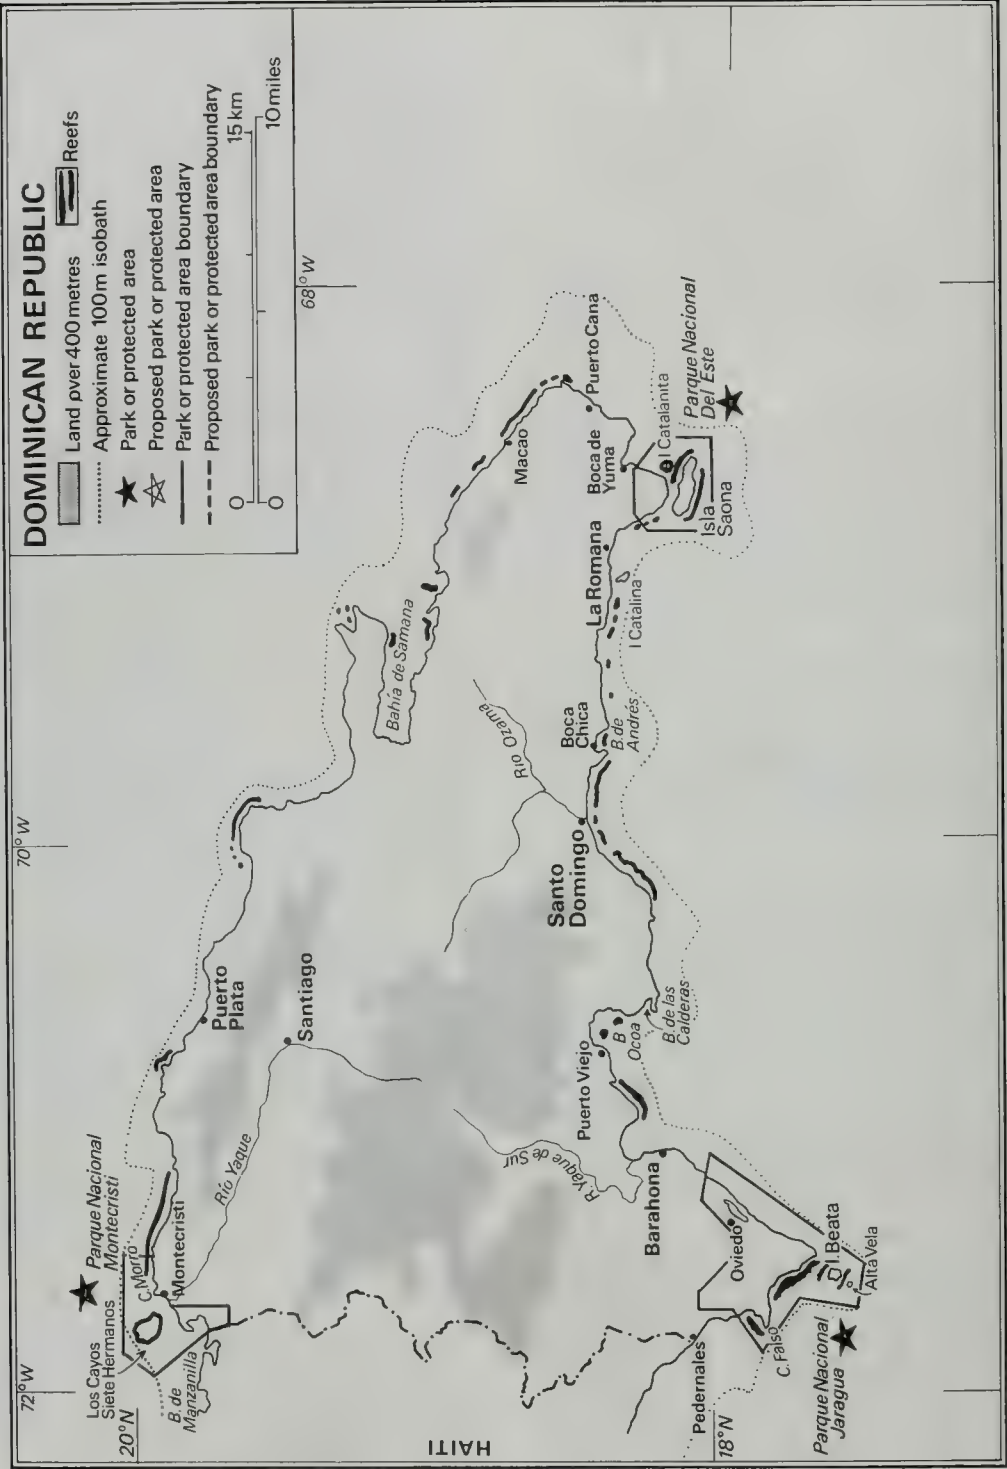 DOMINICAN REPUBLIC
Land over 400 metres
Reefs
Approximate 100m isobath
Park or protected area
Proposed park or protected area
Park or protected area boundary
Proposed park or protected area boundary
0 15 km
0 10 miles
72°W
70°W
68°W
20°N
18°N
HAITI
Los Cayos
Siete Hermanos
Parque Nacional
Montecristi
B. de
Manzanilla
C. Morro
Montecristi
Río Yaque
Puerto
Plata
Santiago
Bahía de Samana
Macao
Puerto Cana
Boca de
Yuma
I Catalanita
Parque Nacional
Del Este
Isla
Saona
La Romana
I Catalina
Boca
Chica
B. de
Andrés
Río Ozama
Santo
Domingo
B. de las
Calderas
B
Ocoa
Puerto Viejo
R. Yaque de Sur
Barahona
Oviedo
I. Beata
Alta Vela
C. Falso
Pedernales
Parque Nacional
Jaragua